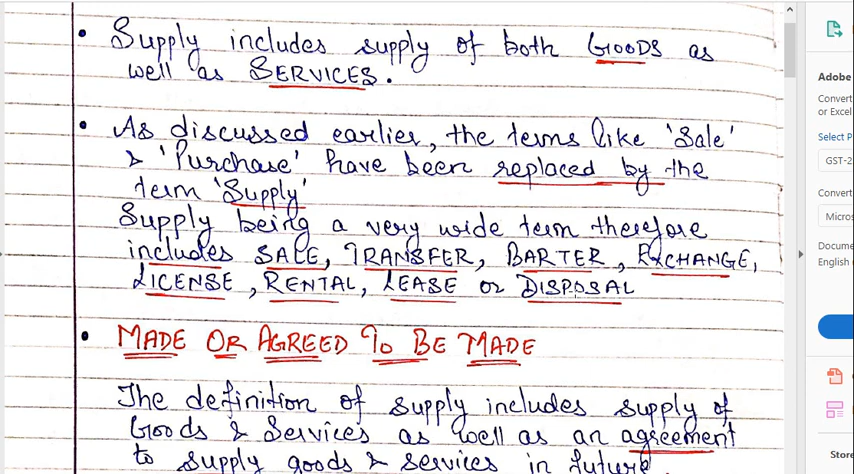 • Supply includes supply of both GOODS as
well as SERVICES.
• As discussed earlier, the terms like 'Sale'
& 'Purchase' have been replaced by the
term 'Supply'
Supply being a very wide term therefore
includes SALE, TRANSFER, BARTER, EXCHANGE,
LICENSE, RENTAL, LEASE or DISPOSAL
• MADE OR AGREED TO BE MADE
The definition of supply includes supply of
Goods & Services as well as an agreement
to supply goods & services in future.
Adobe
Convert
or Excel
Select P
GST-2
Convert
Micros
Docume
English
Store